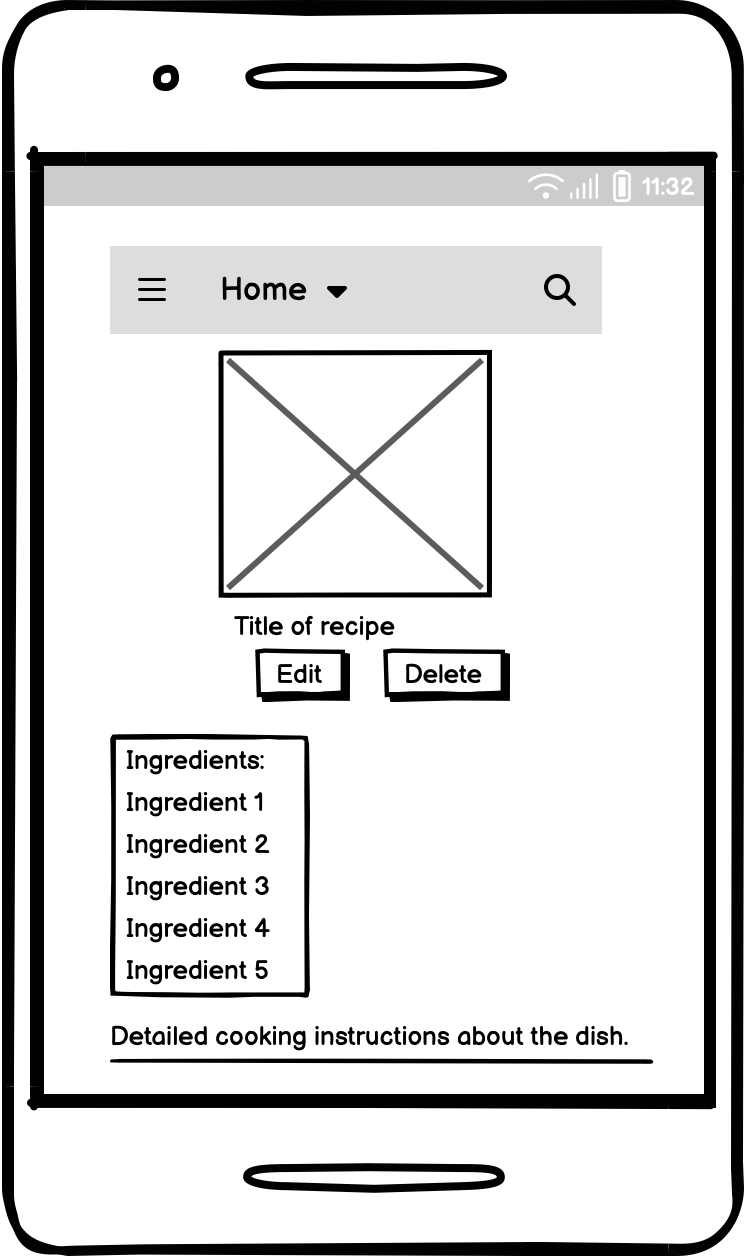 11:32
Home
Title of recipe
Edit Delete
Ingredients:
Ingredient 1
Ingredient 2
Ingredient 3
Ingredient 4
Ingredient 5
Detailed cooking instructions about the dish.